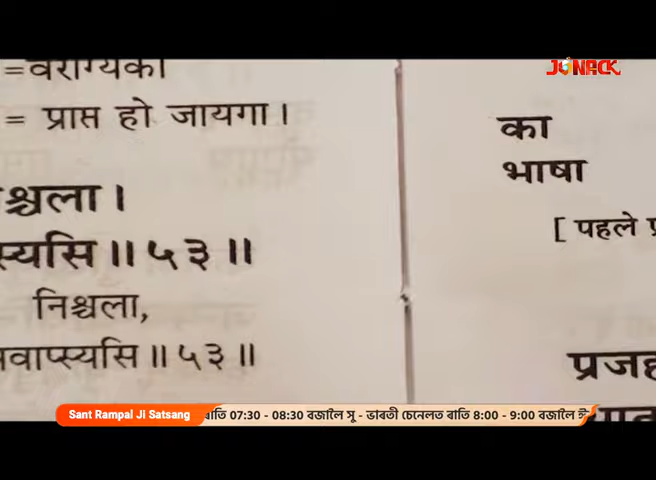 =वैराग्यको
= प्राप्त हो जायगा।
श्चला।
स्यसि॥५३॥
निश्चला,
वाप्स्यसि॥५३॥
का
भाषा
[ पहले
प्रजह
JONACK
Sant Rampal Ji Satsang
ৰাতি 07:30 - 08:30 বজালৈ সু - ভাৰতী চেনেলত ৰাতি 8:00 - 9:00 বজালৈ ঈ